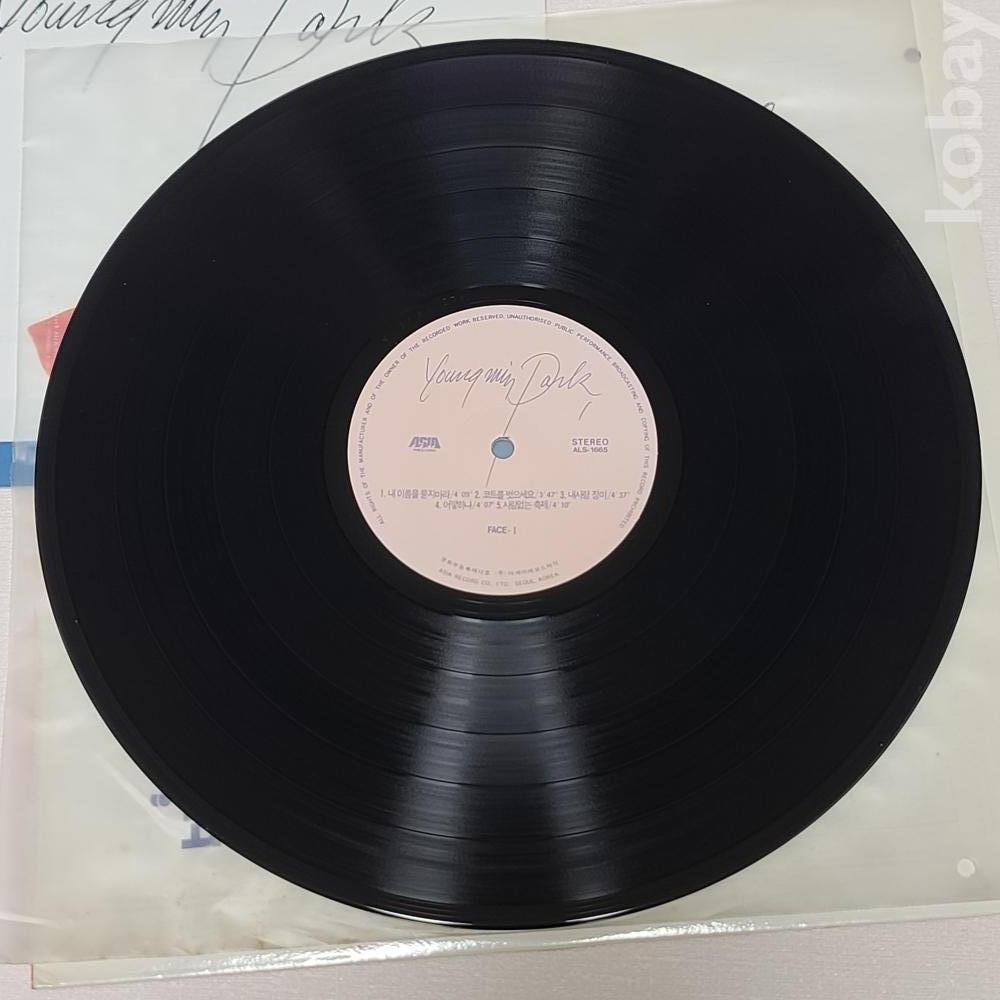 Youngmin Park
kobay
ALL RIGHTS OF THE MANUFACTURER AND OF THE OWNER OF THE RECORDED WORK RESERVED. UNAUTHORISED PUBLIC PERFORMANCE BROADCASTING AND COPYING OF THIS RECORD PROHIBITED
Youngmin Park
ASIA
STEREO
ALS-1665
1. 내 이름을 묻지마라/4′09″ 2. 코트를 벗으세요/3′47″ 3. 내사랑 장미/4′37″
4. 어떻하나/4′07″ 5. 사랑없는 축제/4′10″
FACE-I
ASIA RECORD CO., LTD. SEOUL, KOREA